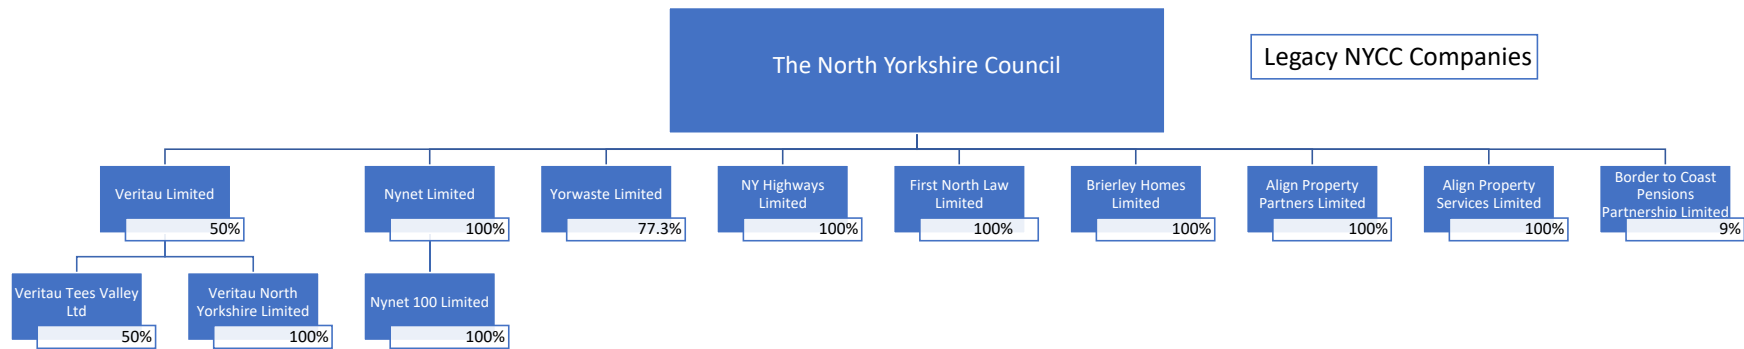 The North Yorkshire Council
Legacy NYCC Companies
Veritau Limited
50%
Nynet Limited
100%
Yorwaste Limited
77.3%
NY Highways
Limited
100%
First North Law
Limited
100%
Brierley Homes
Limited
100%
Align Property
Partners Limited
100%
Align Property
Services Limited
100%
Border to Coast
Pensions
Partnership Limited
9%
Veritau Tees Valley
Ltd
50%
Veritau North
Yorkshire Limited
100%
Nynet 100 Limited
100%